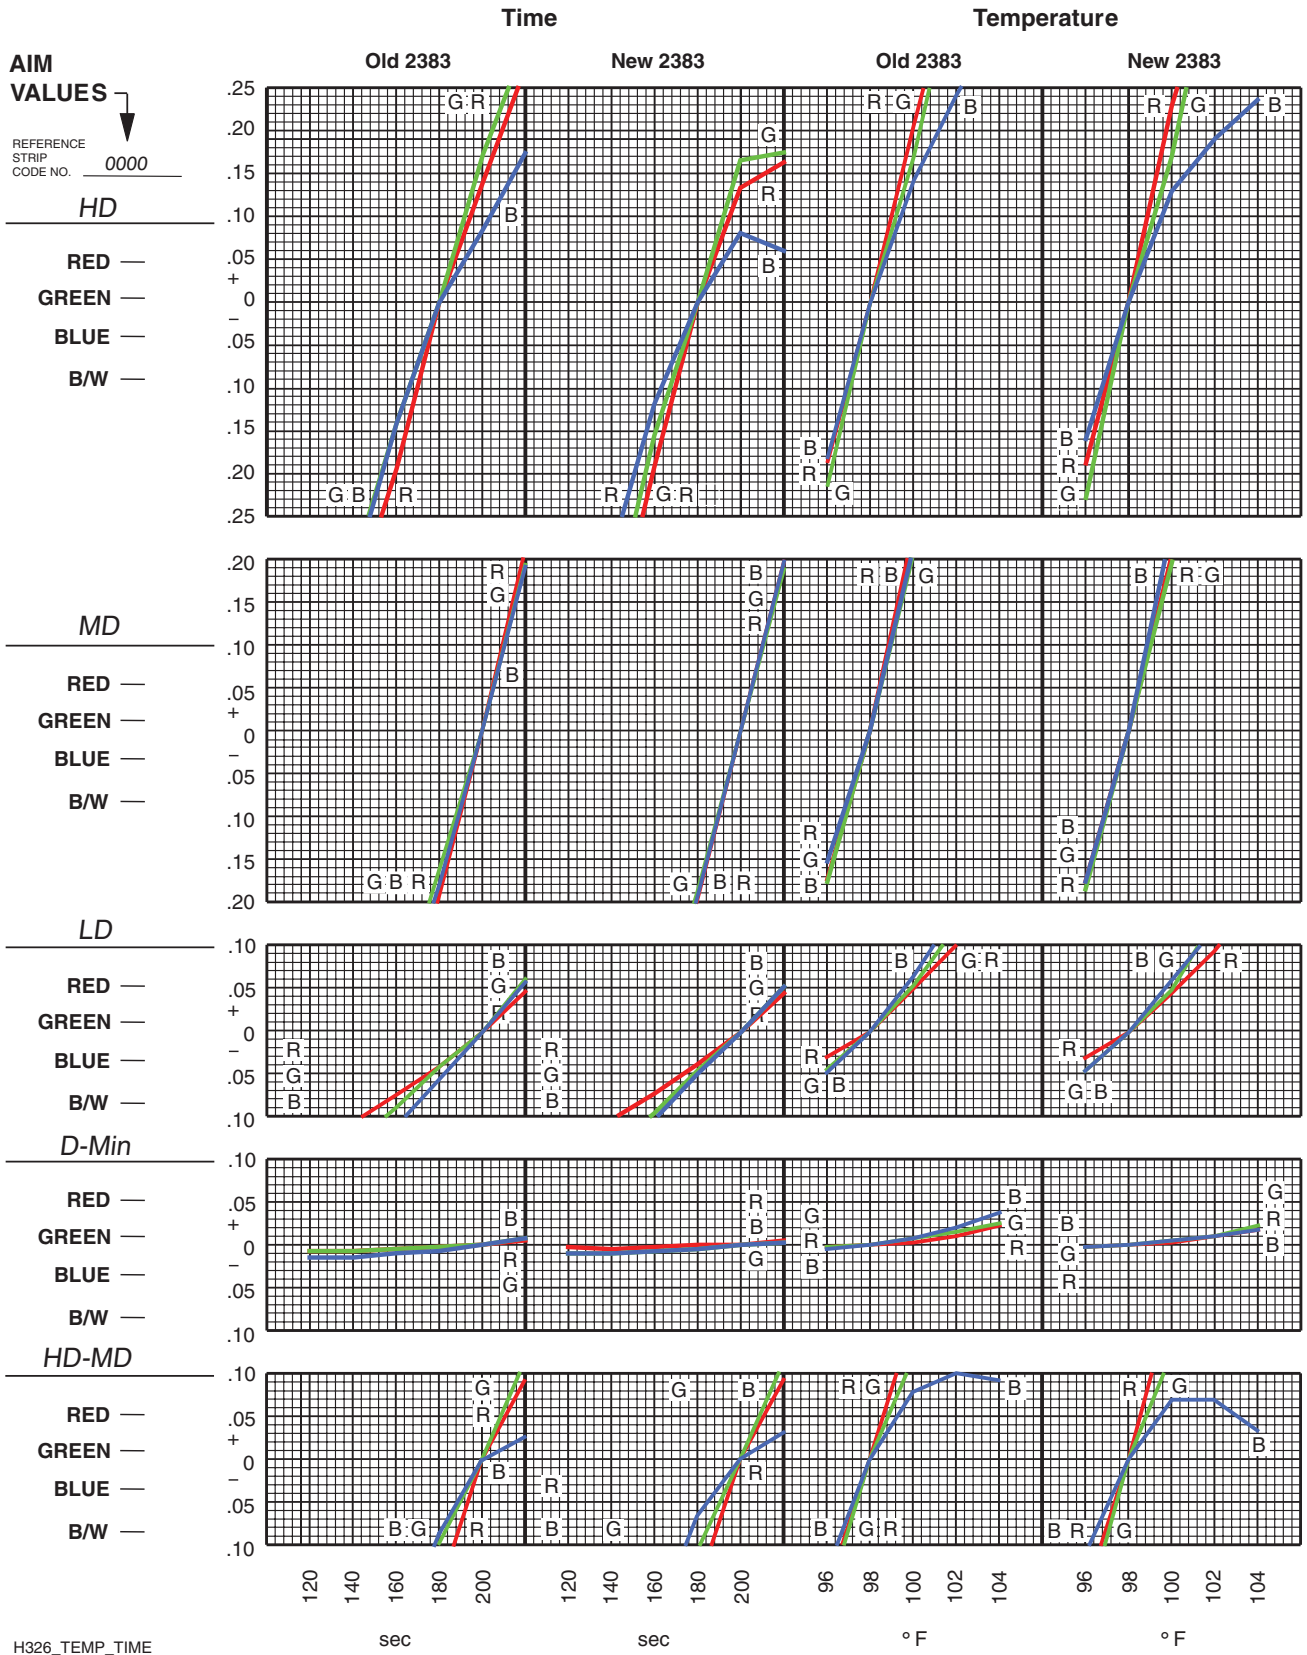 Time Temperature
Old 2383 New 2383 Old 2383 New 2383
AIM
VALUES
REFERENCE
STRIP
CODE NO. 0000
HD
RED
GREEN
BLUE
B/W
.25
.20
.15
.10
.05
+
0
–
.05
.10
.15
.20
.25
G R
B
G B R
G
R
B
R G R
R G B
B
R
G
R G B
B
R
G
MD
RED
GREEN
BLUE
B/W
.20
.15
.10
.05
+
0
–
.05
.10
.15
.20
R
G
B
G B R
B
G
R
G B R
R B G
R
G
B
B R G
B
G
R
LD
RED
GREEN
BLUE
B/W
.10
.05
+
0
–
.05
.10
B
G
R
R
G
B
B
G
R
R
G
B
B G R
R
G B
B G R
R
G B
D-Min
RED
GREEN
BLUE
B/W
.10
.05
+
0
–
.05
.10
B
R
G
R
B
G
G
R
B
B
G
R
B
G
R
G
R
B
HD-MD
RED
GREEN
BLUE
B/W
.10
.05
+
0
–
.05
.10
G
R
B
B G R
G B
R
R
B G
R G B
B G R
R G
B
B R G
120 140 160 180 200 120 140 160 180 200 96 98 100 102 104 96 98 100 102 104
sec sec ° F ° F
H326_TEMP_TIME